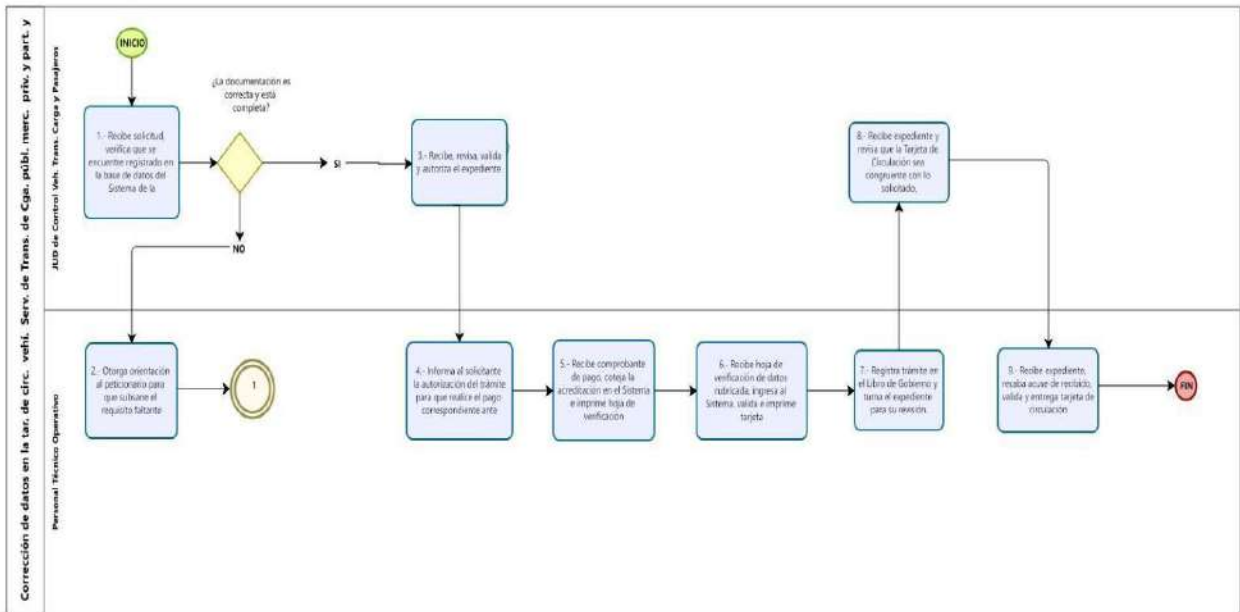 Corrección de datos en la tar. de circ. vehi. Serv. de Trans. de Cga. públ. merc. priv. y part. y
JUD de Control Veh. Trans. Carga y Pasajeros
INICIO
¿La documentación es
correcta y está
completa?
1.- Recibe solicitud,
verifica que se
encuentre registrado en
la base de datos del
Sistema de la
SI
NO
3.- Recibe, revisa, valida
y autoriza el expediente
8.- Recibe expediente y
revisa que la Tarjeta de
Circulación sea
congruente con lo
solicitado,
Personal Técnico Operativo
2.- Otorga orientación
al peticionario para
que subsane el
requisito faltante
1
4.- Informa al solicitante
la autorización del trámite
para que realice el pago
correspondiente ante
5.- Recibe comprobante
de pago, coteja la
acreditación en el Sistema
e imprime hoja de
verificación
6.- Recibe hoja de
verificación de datos
rubricada, ingresa al
Sistema, valida e imprime
tarjeta
7.- Registra trámite en
el Libro de Gobierno y
turna el expediente
para su revisión.
9.- Recibe expediente,
recaba acuse de recibido,
valida y entrega tarjeta de
circulación
FIN